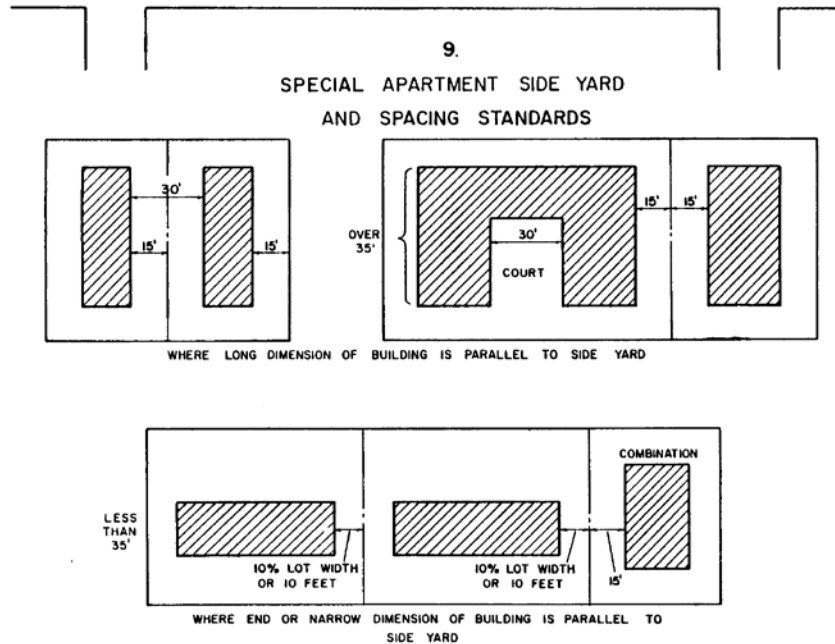 9.
SPECIAL APARTMENT SIDE YARD
AND SPACING STANDARDS
30'
15'
15'
OVER
35'
30'
COURT
15'
15'
WHERE LONG DIMENSION OF BUILDING IS PARALLEL TO SIDE YARD
COMBINATION
LESS
THAN
35'
10% LOT WIDTH
OR 10 FEET
10% LOT WIDTH
OR 10 FEET
15'
WHERE END OR NARROW DIMENSION OF BUILDING IS PARALLEL TO
SIDE YARD